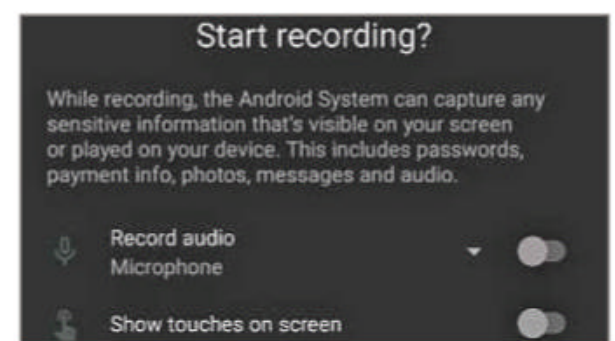 Start recording?
While recording, the Android System can capture any
sensitive information that's visible on your screen
or played on your device. This includes passwords,
payment info, photos, messages and audio.
Record audio
Microphone
Show touches on screen